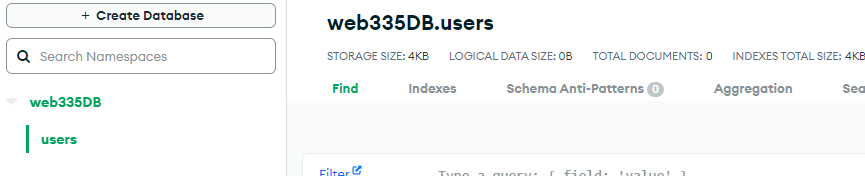 + Create Database
Search Namespaces
web335DB
users
web335DB.users
STORAGE SIZE: 4KB LOGICAL DATA SIZE: 0B TOTAL DOCUMENTS: 0 INDEXES TOTAL SIZE: 4KB
Find Indexes Schema Anti-Patterns 0 Aggregation Sea
Filter Type a query: { field: 'value' }